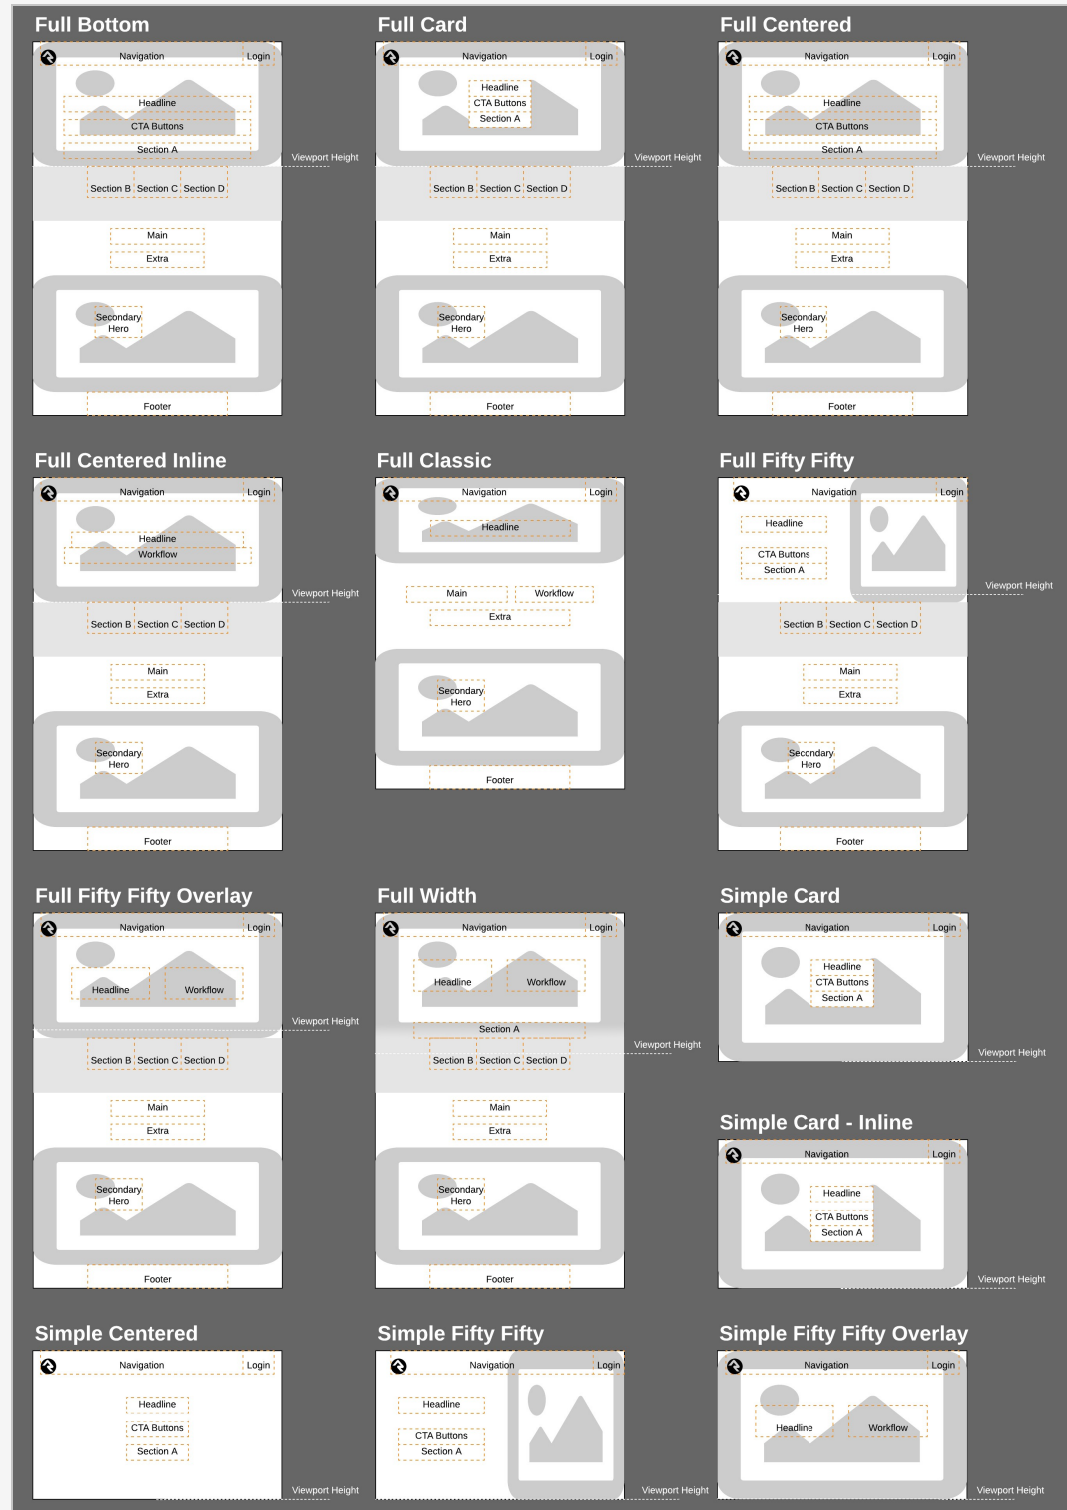 Full Bottom
Navigation
Login
Headline
CTA Buttons
Section A
Viewport Height
Section B Section C Section D
Main
Extra
Secondary
Hero
Footer
Full Card
Navigation
Login
Headline
CTA Buttons
Section A
Viewport Height
Section B Section C Section D
Main
Extra
Secondary
Hero
Footer
Full Centered
Navigation
Login
Headline
CTA Buttons
Section A
Viewport Height
Section B Section C Section D
Main
Extra
Secondary
Hero
Footer
Full Centered Inline
Navigation
Login
Headline
Workflow
Viewport Height
Section B Section C Section D
Main
Extra
Secondary
Hero
Footer
Full Classic
Navigation
Login
Headline
Main
Workflow
Extra
Secondary
Hero
Footer
Full Fifty Fifty
Navigation
Login
Headline
CTA Buttons
Section A
Viewport Height
Section B Section C Section D
Main
Extra
Secondary
Hero
Footer
Full Fifty Fifty Overlay
Navigation
Login
Headline
Workflow
Viewport Height
Section B Section C Section D
Main
Extra
Secondary
Hero
Footer
Full Width
Navigation
Login
Headline
Workflow
Section A
Viewport Height
Section B Section C Section D
Main
Extra
Secondary
Hero
Footer
Simple Card
Navigation
Login
Headline
CTA Buttons
Section A
Viewport Height
Simple Card - Inline
Navigation
Login
Headline
CTA Buttons
Section A
Viewport Height
Simple Centered
Navigation
Login
Headline
CTA Buttons
Section A
Viewport Height
Simple Fifty Fifty
Navigation
Login
Headline
CTA Buttons
Section A
Viewport Height
Simple Fifty Fifty Overlay
Navigation
Login
Headline
Workflow
Viewport Height